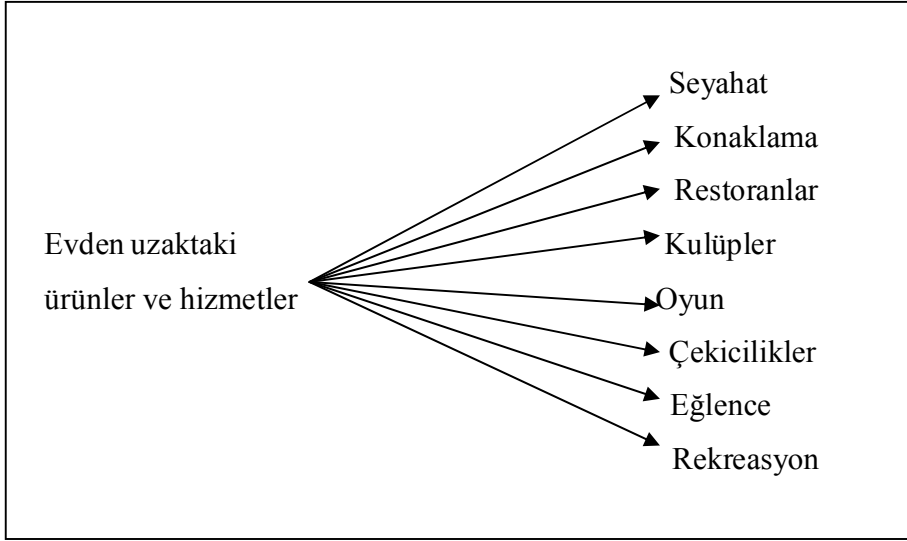 Evden uzaktaki
ürünler ve hizmetler
Seyahat
Konaklama
Restoranlar
Kulüpler
Oyun
Çekicilikler
Eğlence
Rekreasyon